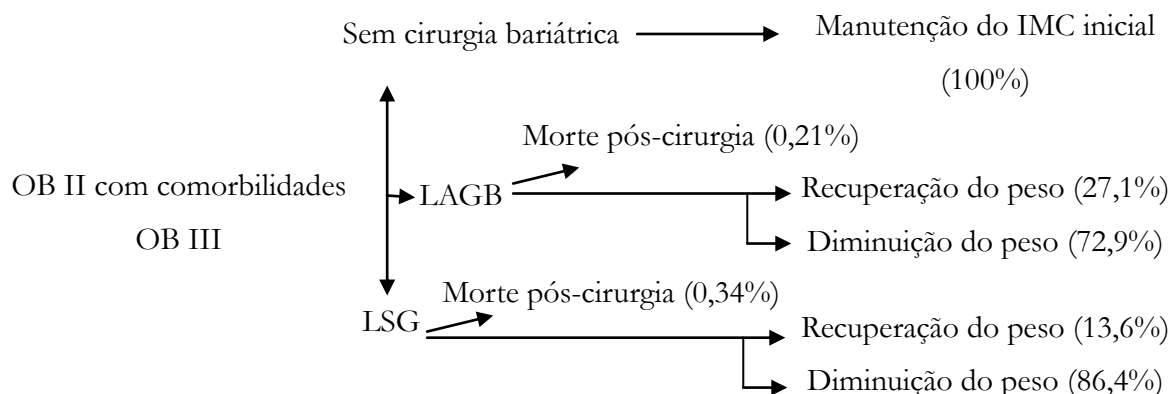 Sem cirurgia bariátrica
Manutenção do IMC inicial
(100%)
Morte pós-cirurgia (0,21%)
OB II com comorbilidades
OB III
LAGB
Recuperação do peso (27,1%)
Diminuição do peso (72,9%)
Morte pós-cirurgia (0,34%)
LSG
Recuperação do peso (13,6%)
Diminuição do peso (86,4%)